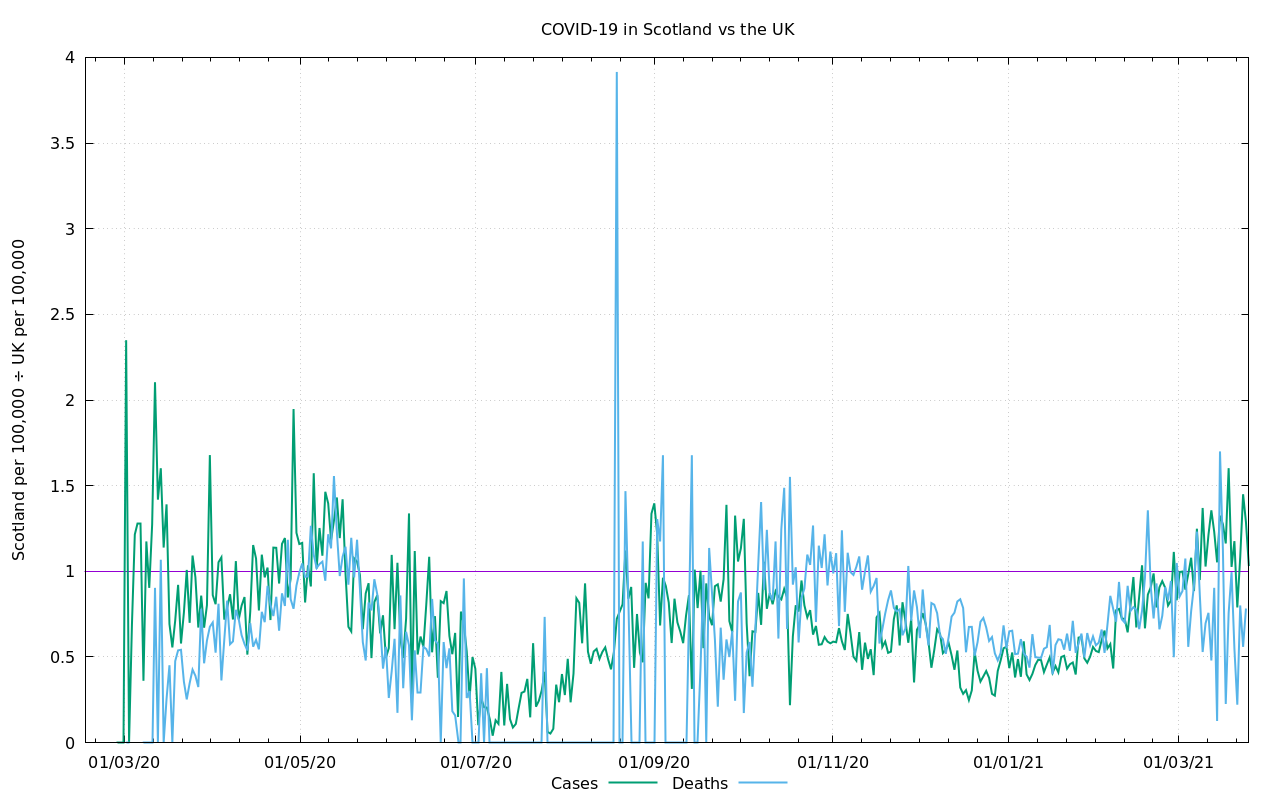 COVID-19 in Scotland vs the UK
Scotland per 100,000 ÷ UK per 100,000
4
3.5
3
2.5
2
1.5
1
0.5
0
01/03/20 01/05/20 01/07/20 01/09/20 01/11/20 01/01/21 01/03/21
Cases Deaths